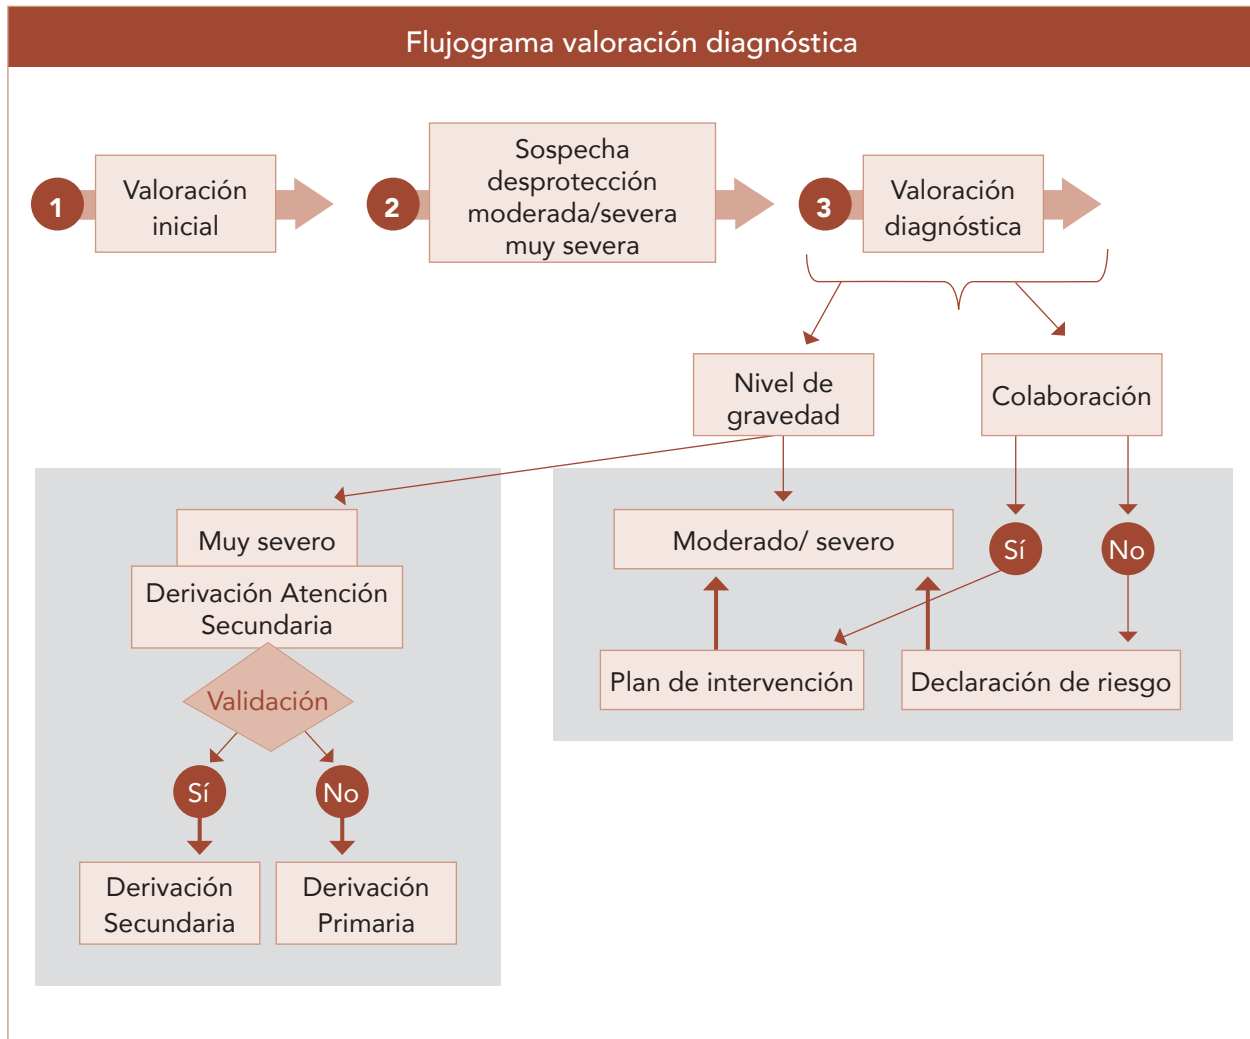 Flujograma valoración diagnóstica
1
Valoración
inicial
2
Sospecha
desprotección
moderada/severa
muy severa
3
Valoración
diagnóstica
Nivel de
gravedad
Colaboración
Muy severo
Derivación Atención
Secundaria
Validación
Sí
No
Derivación
Secundaria
Derivación
Primaria
Moderado/ severo
Sí
No
Plan de intervención
Declaración de riesgo